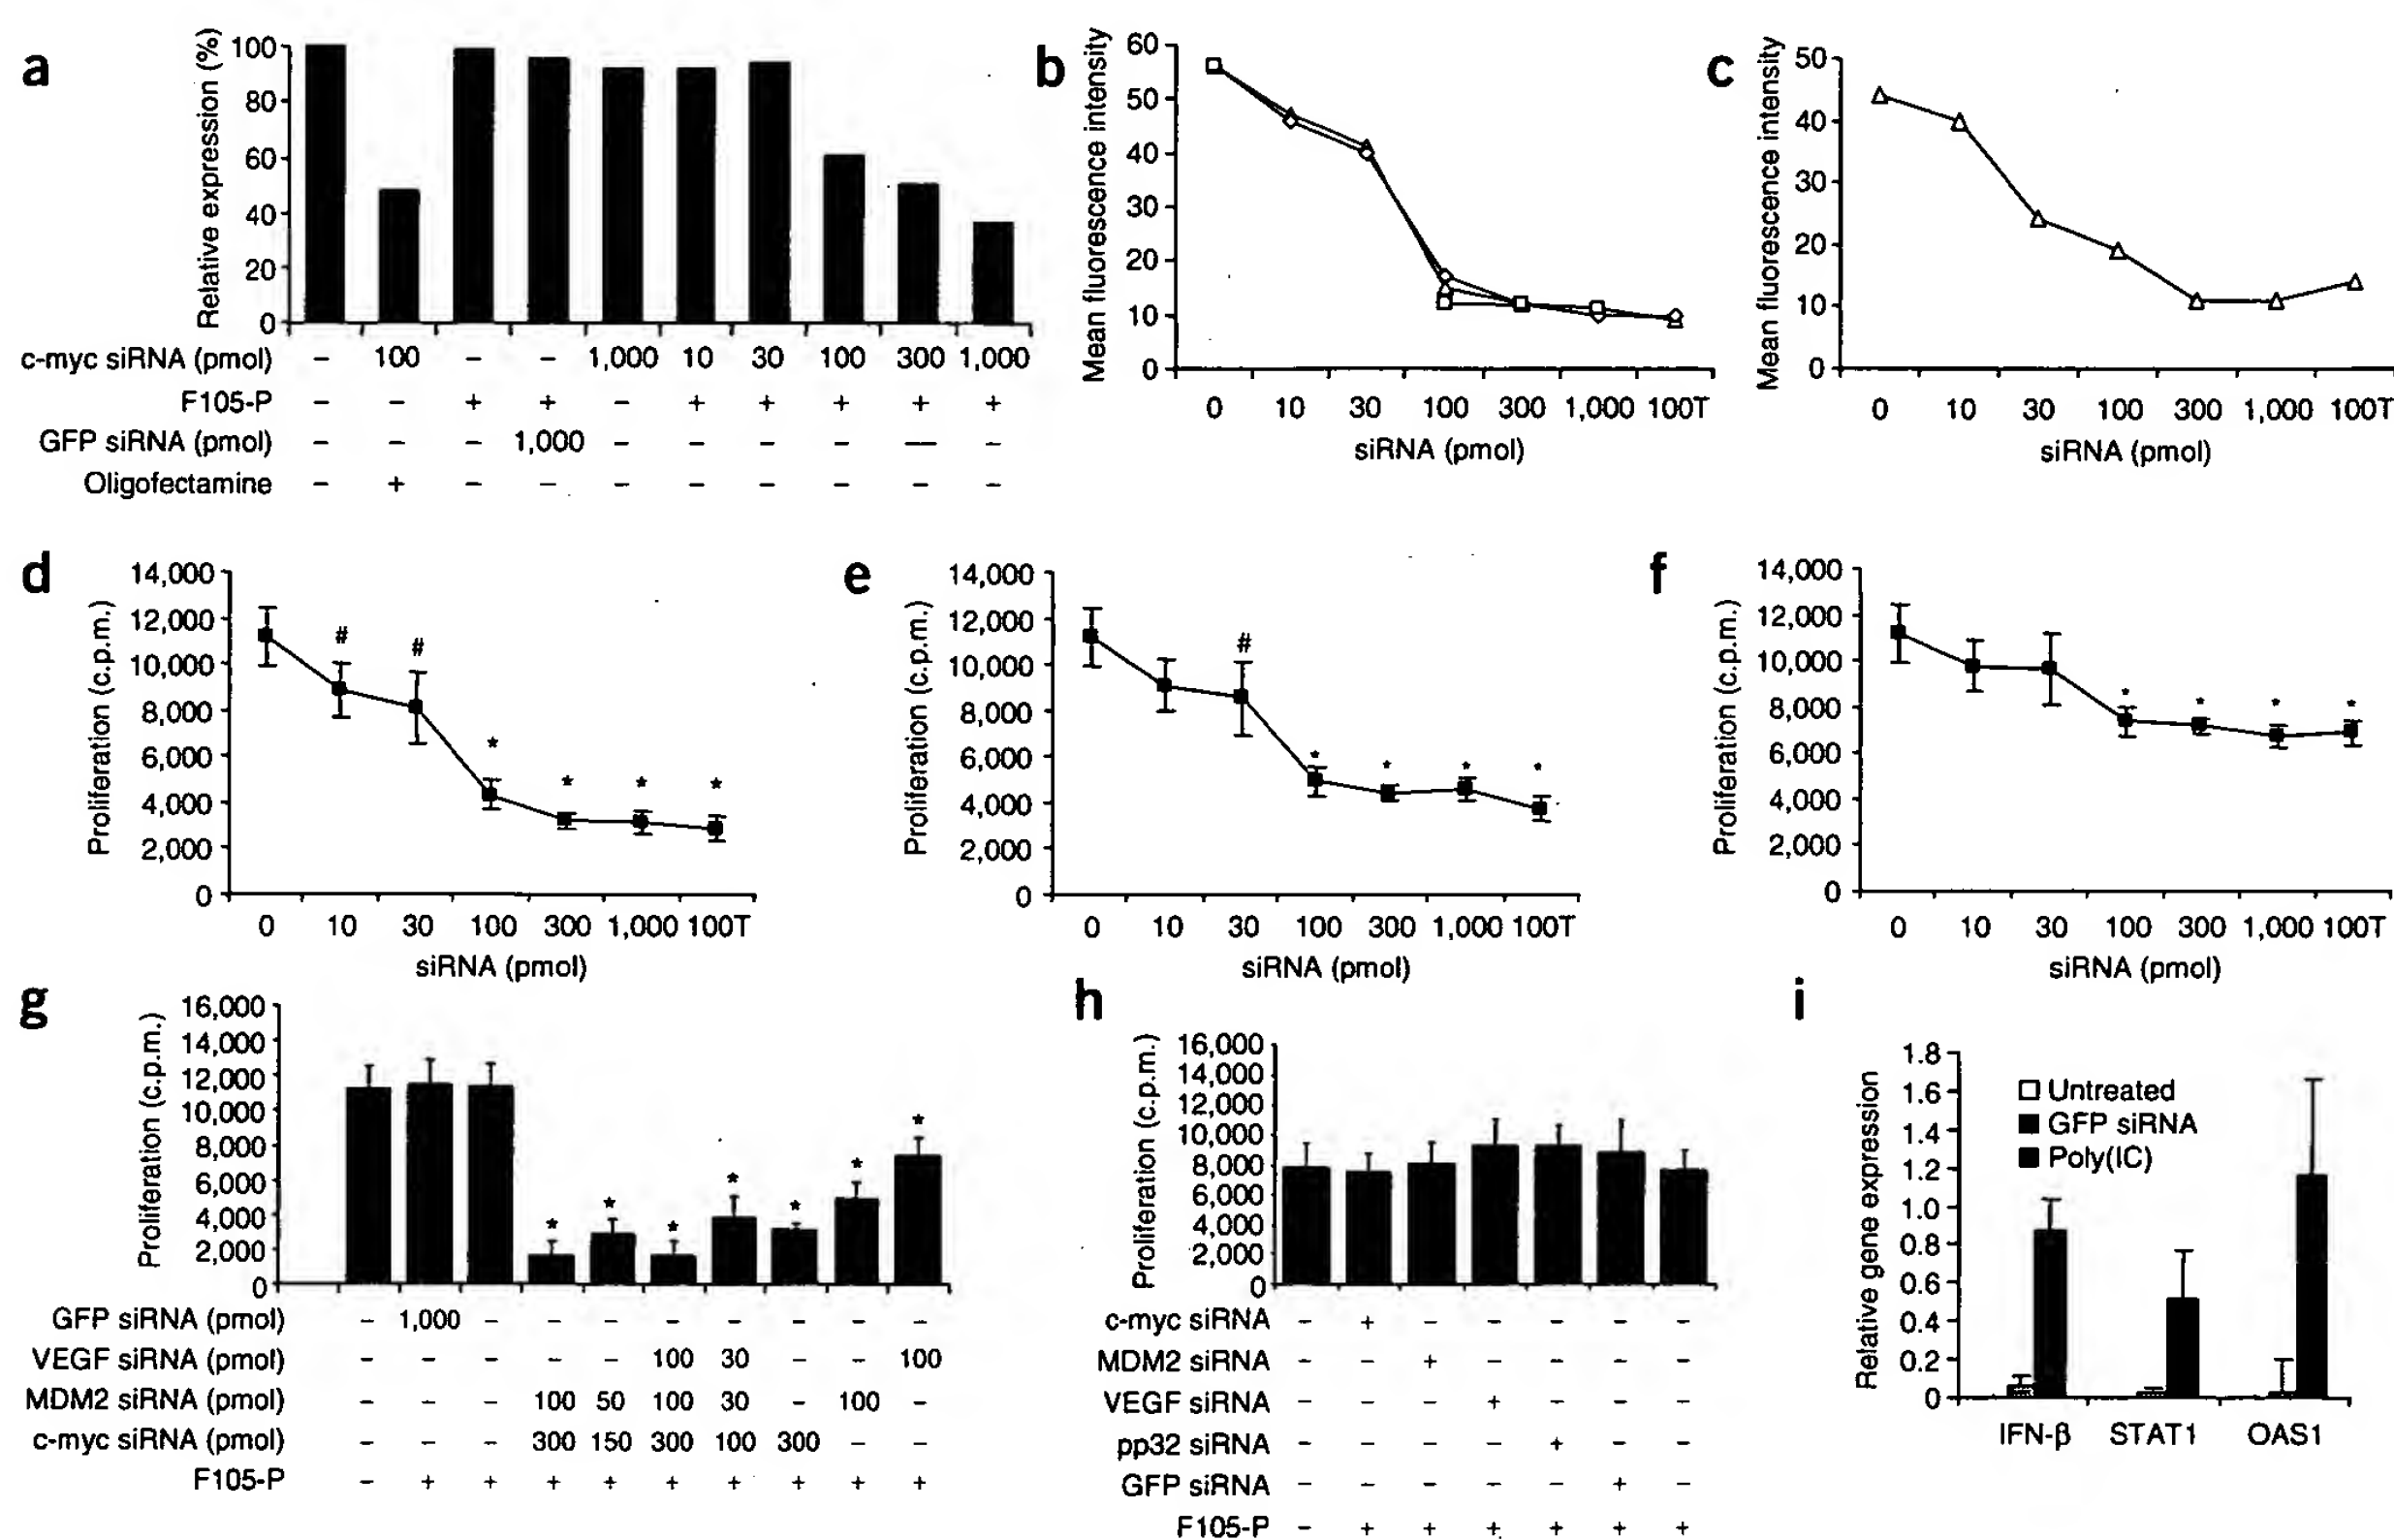 a
Relative expression (%)
100
80
60
40
20
0
c-myc siRNA (pmol) – 100 – – 1,000 10 30 100 300 1,000
F105-P – – + + – + + + + +
GFP siRNA (pmol) – – – 1,000 – – – – — –
Oligofectamine – + – – – – – – – –
b
Mean fluorescence intensity
60
50
40
30
20
10
0
0 10 30 100 300 1,000 100T
siRNA (pmol)
c
Mean fluorescence intensity
50
40
30
20
10
0
0 10 30 100 300 1,000 100T
siRNA (pmol)
d
Proliferation (c.p.m.)
14,000
12,000
10,000
8,000
6,000
4,000
2,000
0
# # * * * *
0 10 30 100 300 1,000 100T
siRNA (pmol)
e
Proliferation (c.p.m.)
14,000
12,000
10,000
8,000
6,000
4,000
2,000
0
# * * * *
0 10 30 100 300 1,000 100T
siRNA (pmol)
f
Proliferation (c.p.m.)
14,000
12,000
10,000
8,000
6,000
4,000
2,000
0
* * * *
0 10 30 100 300 1,000 100T
siRNA (pmol)
g
Proliferation (c.p.m.)
16,000
14,000
12,000
10,000
8,000
6,000
4,000
2,000
0
* * * * * * *
GFP siRNA (pmol) – 1,000 – – – – – – – –
VEGF siRNA (pmol) – – – – – 100 30 – – 100
MDM2 siRNA (pmol) – – – 100 50 100 30 – 100 –
c-myc siRNA (pmol) – – – 300 150 300 100 300 – –
F105-P – + + + + + + + + +
h
Proliferation (c.p.m.)
16,000
14,000
12,000
10,000
8,000
6,000
4,000
2,000
0
c-myc siRNA – + – – – – –
MDM2 siRNA – – + – – – –
VEGF siRNA – – – + – – –
pp32 siRNA – – – – + – –
GFP siRNA – – – – – + –
F105-P – + + + + + +
i
Relative gene expression
1.8
1.6
1.4
1.2
1.0
0.8
0.6
0.4
0.2
0
Untreated
GFP siRNA
Poly(IC)
IFN-β STAT1 OAS1